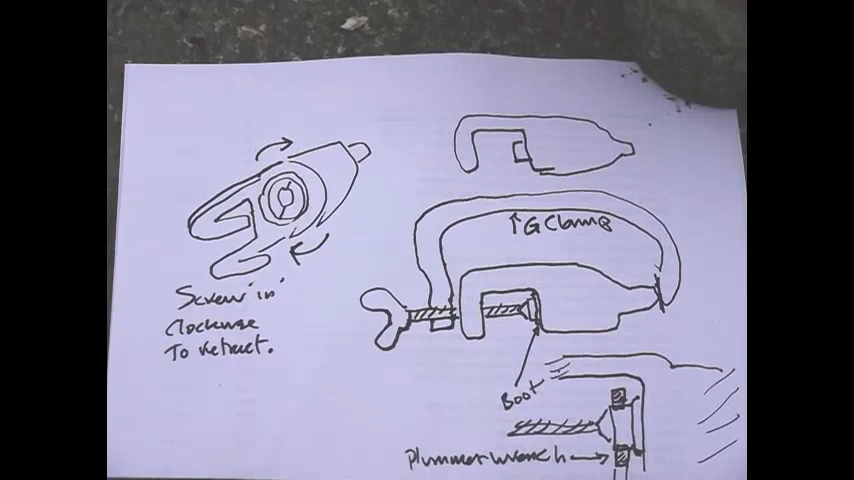 Screw 'in'
Clockwise
To retract.
↑G Clamp
Boot
Plummer wrench →